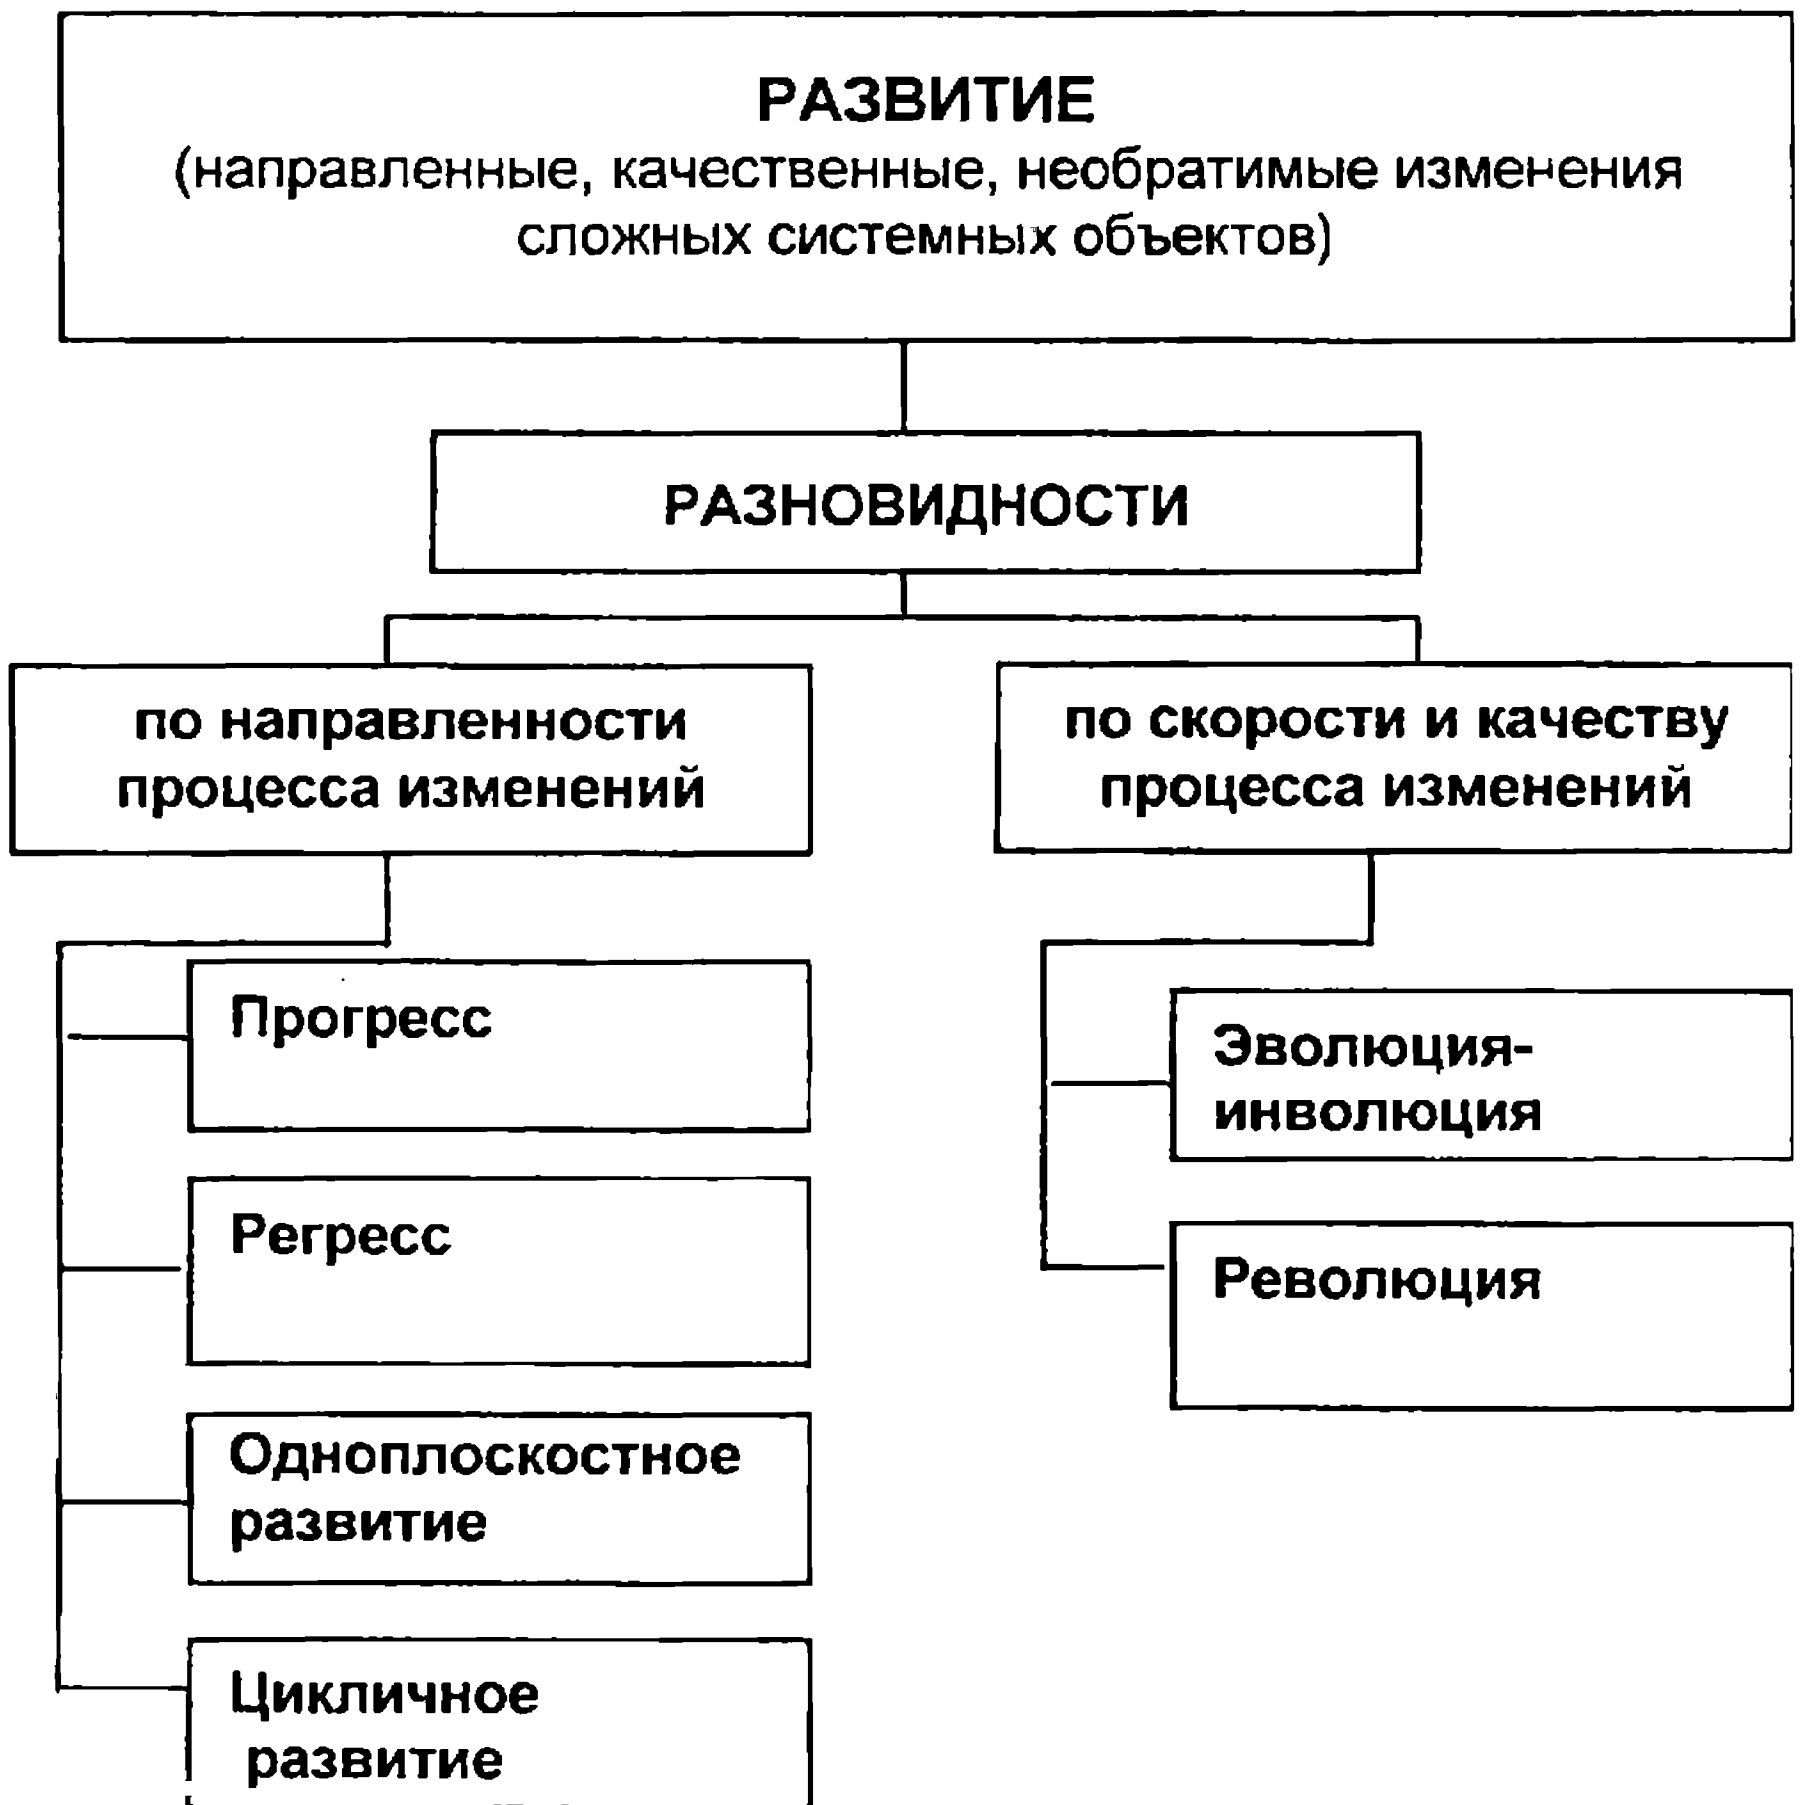 РАЗВИТИЕ
(направленные, качественные, необратимые изменения
сложных системных объектов)
РАЗНОВИДНОСТИ
по направленности
процесса изменений
по скорости и качеству
процесса изменений
Прогресс
Регресс
Одноплоскостное
развитие
Цикличное
развитие
Эволюция-
инволюция
Революция